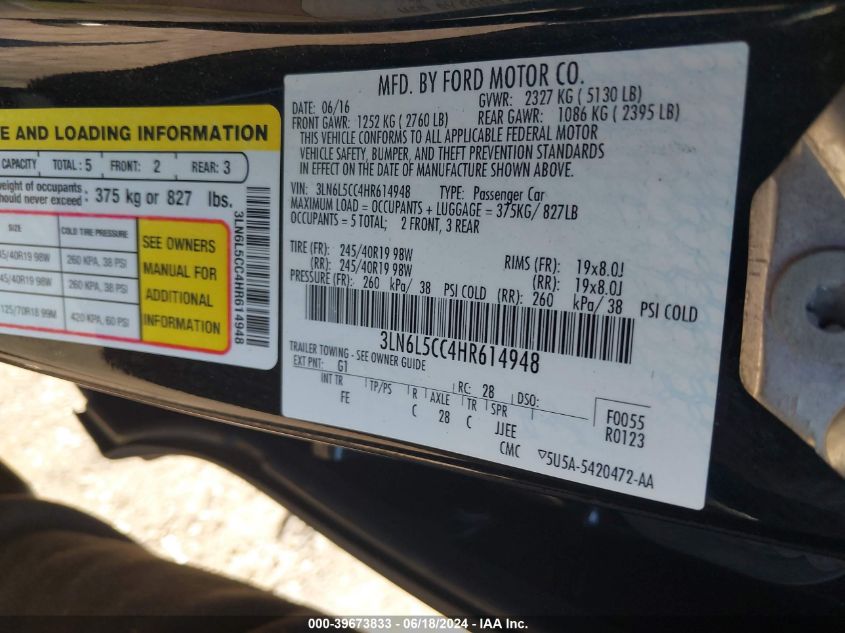 E AND LOADING INFORMATION
CAPACITY TOTAL: 5 FRONT: 2 REAR: 3
weight of occupants
should never exceed: 375 kg or 827 lbs.
SIZE COLD TIRE PRESSURE
245/40R19 98W 260 KPA, 38 PSI
245/40R19 98W 260 KPA, 38 PSI
125/70R18 99M 420 KPA, 60 PSI
SEE OWNERS
MANUAL FOR
ADDITIONAL
INFORMATION
3LN6L5CC4HR614948
MFD. BY FORD MOTOR CO.
DATE: 06/16 GVWR: 2327 KG ( 5130 LB)
FRONT GAWR: 1252 KG ( 2760 LB) REAR GAWR: 1086 KG ( 2395 LB)
THIS VEHICLE CONFORMS TO ALL APPLICABLE FEDERAL MOTOR
VEHICLE SAFETY, BUMPER, AND THEFT PREVENTION STANDARDS
IN EFFECT ON THE DATE OF MANUFACTURE SHOWN ABOVE.
VIN: 3LN6L5CC4HR614948 TYPE: Passenger Car
MAXIMUM LOAD = OCCUPANTS + LUGGAGE = 375KG/ 827LB
OCCUPANTS = 5 TOTAL; 2 FRONT, 3 REAR
TIRE (FR): 245/40R19 98W RIMS (FR): 19x8.0J
(RR): 245/40R19 98W (RR): 19x8.0J
PRESSURE (FR): 260 kPa/ 38 PSI COLD (RR): 260 kPa/ 38 PSI COLD
3LN6L5CC4HR614948
TRAILER TOWING - SEE OWNER GUIDE
EXT PNT: G1 RC: 28 DSO:
INT TR TP/PS R AXLE TR SPR
FE C 28 C JJEE
CMC
F0055
R0123
5U5A-5420472-AA
000-39673833 - 06/18/2024 - IAA Inc.